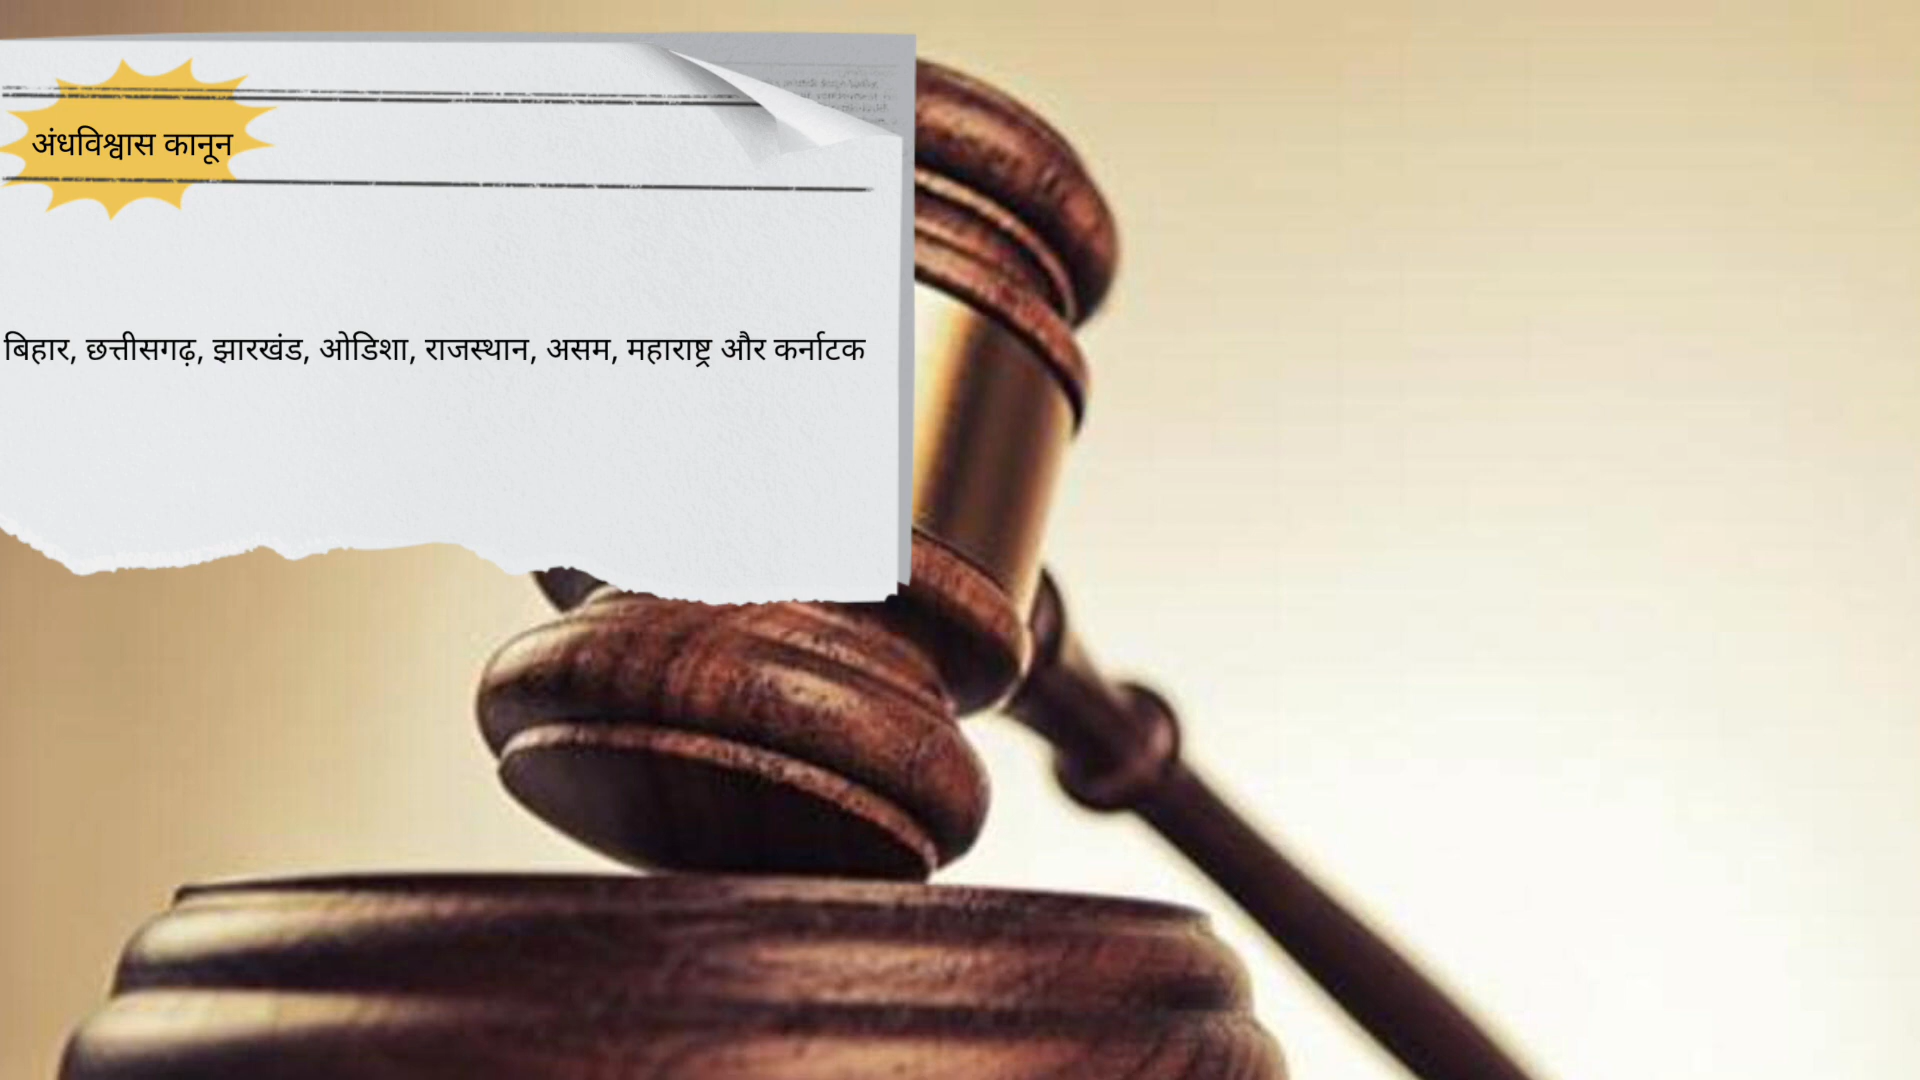 अंधविश्वास कानून
बिहार, छत्तीसगढ़, झारखंड, ओडिशा, राजस्थान, असम, महाराष्ट्र और कर्नाटक